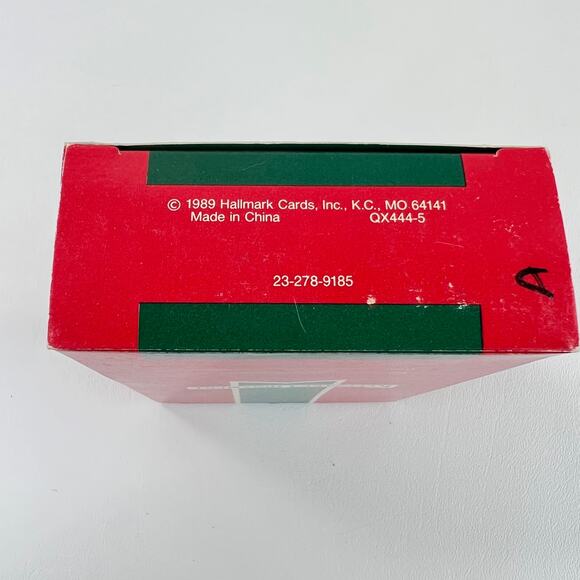 © 1989 Hallmark Cards, Inc., K.C., MO 64141
Made in China QX444-5
23-278-9185
A